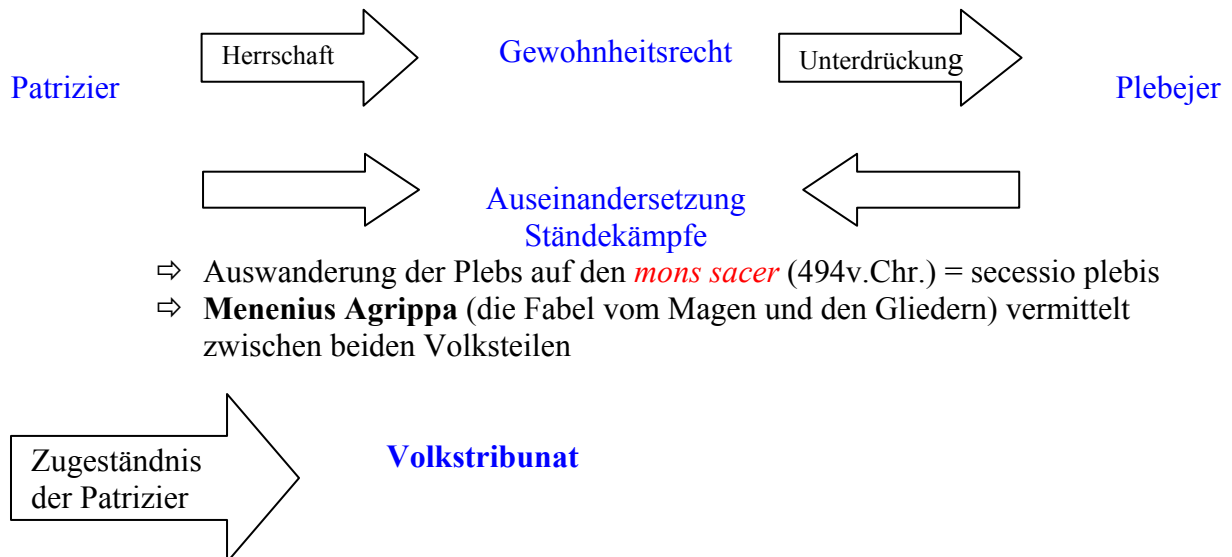 Herrschaft
Gewohnheitsrecht
Unterdrückung
Patrizier
Plebejer
Auseinandersetzung
Ständekämpfe
⇨ Auswanderung der Plebs auf den mons sacer (494v.Chr.) = secessio plebis
⇨ Menenius Agrippa (die Fabel vom Magen und den Gliedern) vermittelt
zwischen beiden Volksteilen
Zugeständnis
der Patrizier
Volkstribunat